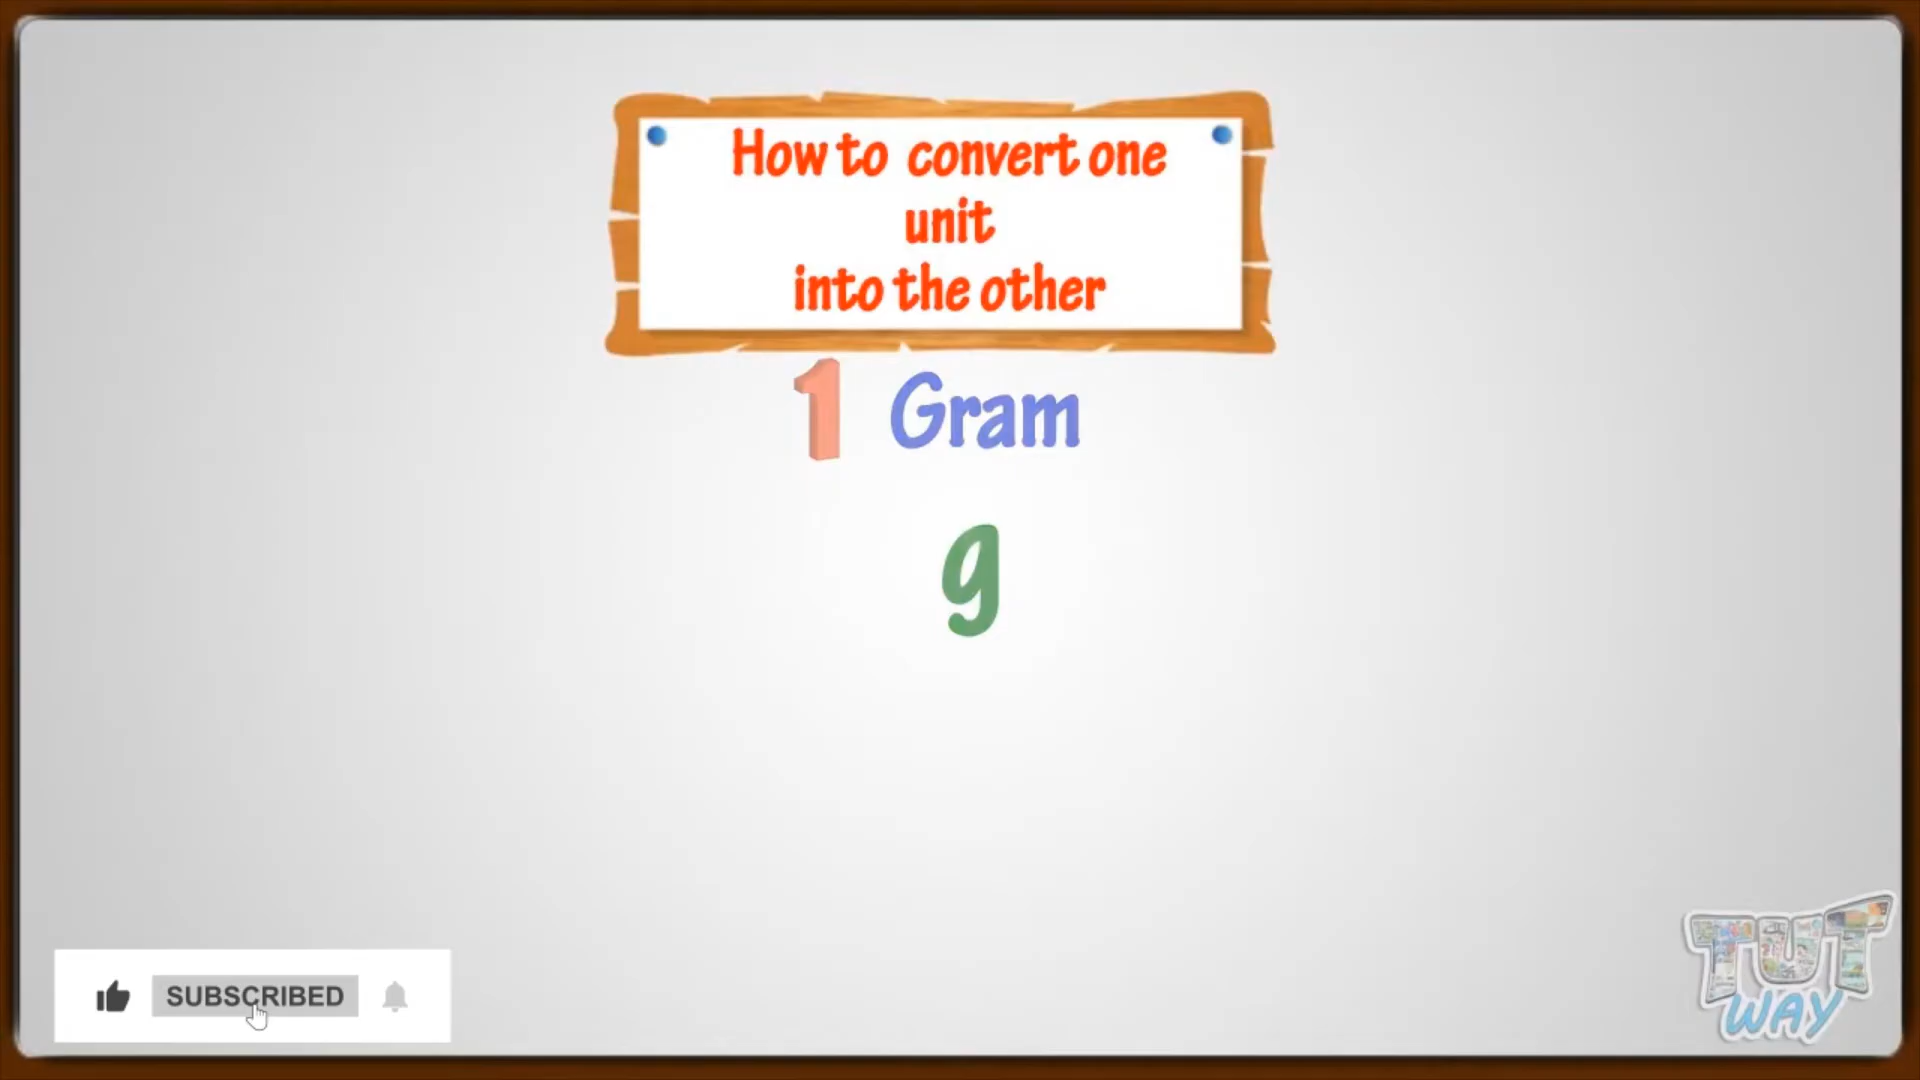 How to convert one
unit
into the other
1 Gram
g
SUBSCRIBED
TUT
WAY